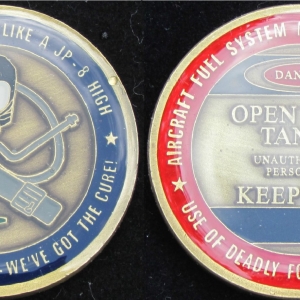 LIKE A JP-8 HIGH
WE'VE GOT THE CURE!
AIRCRAFT FUEL SYSTEM
DAN
OPEN
TAN
UNAUTH
PERSO
KEEP
USE OF DEADLY FO